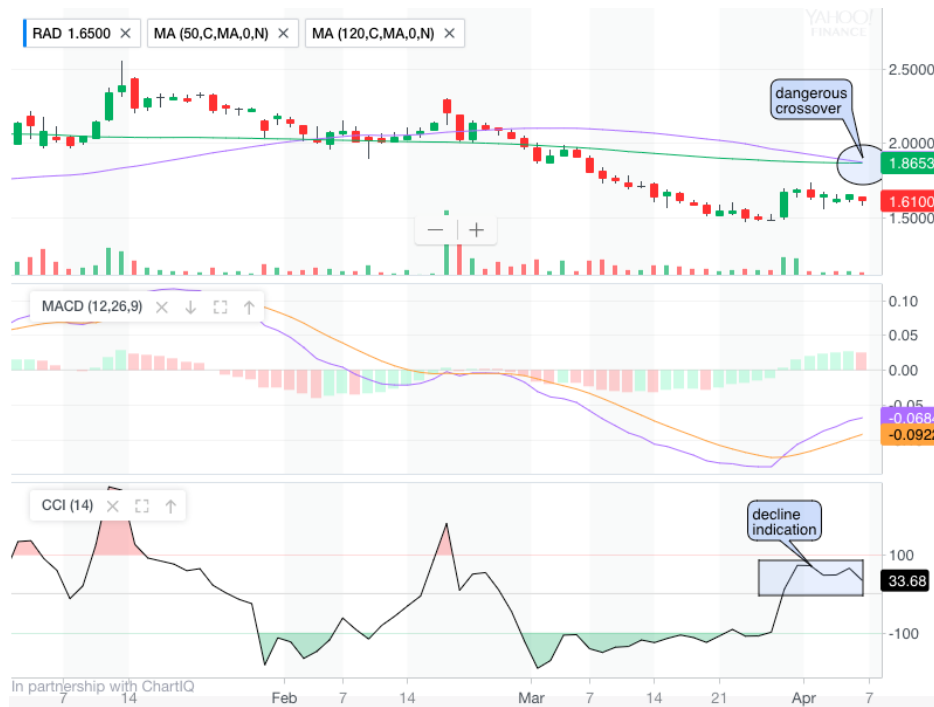 YAHOO!
FINANCE
RAD 1.6500 ×
MA (50,C,MA,0,N) ×
MA (120,C,MA,0,N) ×
2.5000
dangerous
crossover
2.0000
1.8653
1.6100
1.5000
— +
MACD (12,26,9) × ↓ ↑
0.10
0.05
0.00
-0.05
-0.0684
-0.0922
CCI (14) × ↑
decline
indication
100
33.68
-100
In partnership with ChartIQ
7 14 Feb 7 14 Mar 7 14 21 Apr 7